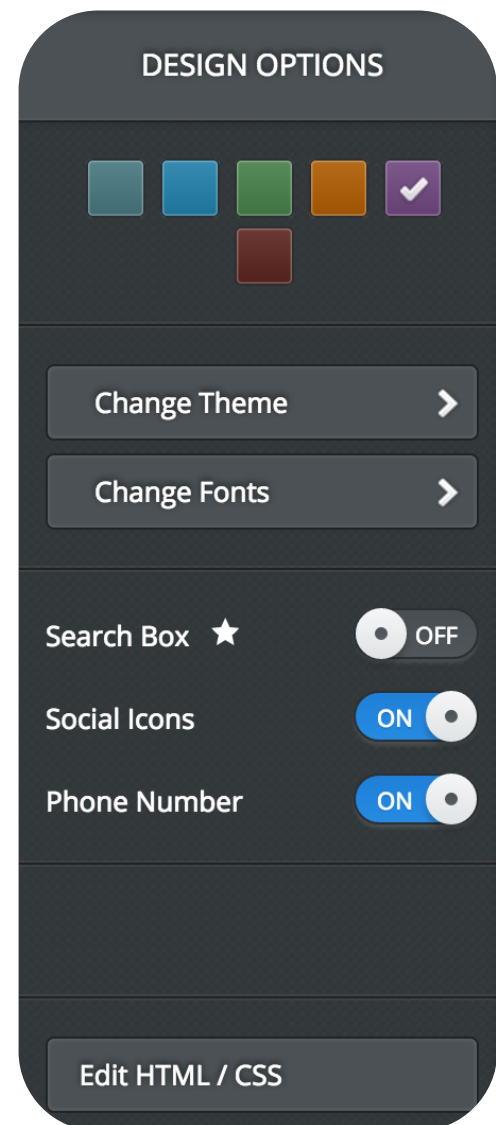 DESIGN OPTIONS
Change Theme
Change Fonts
Search Box OFF
Social Icons ON
Phone Number ON
Edit HTML / CSS